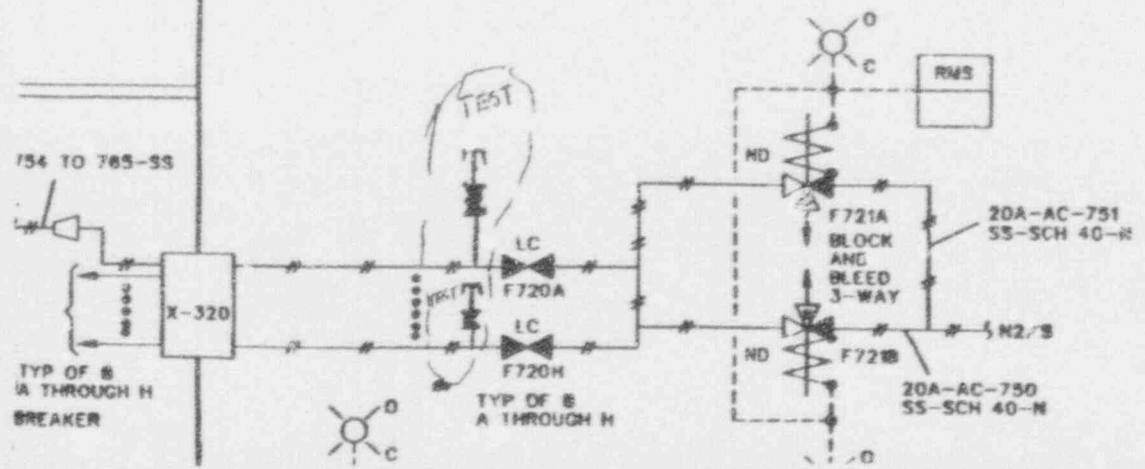 O
C
RMS
TEST
754 TO 765-SS
ND
F721A
LC
20A-AC-751
SS-SCH 40-N
BLOCK
AND
BLEED
3-WAY
F720A
X-320
TEST
LC
N2/S
ND
F721B
F720H
TYP OF 8
A THROUGH H
BREAKER
TYP OF 8
A THROUGH H
20A-AC-750
SS-SCH 40-N
O
C
O